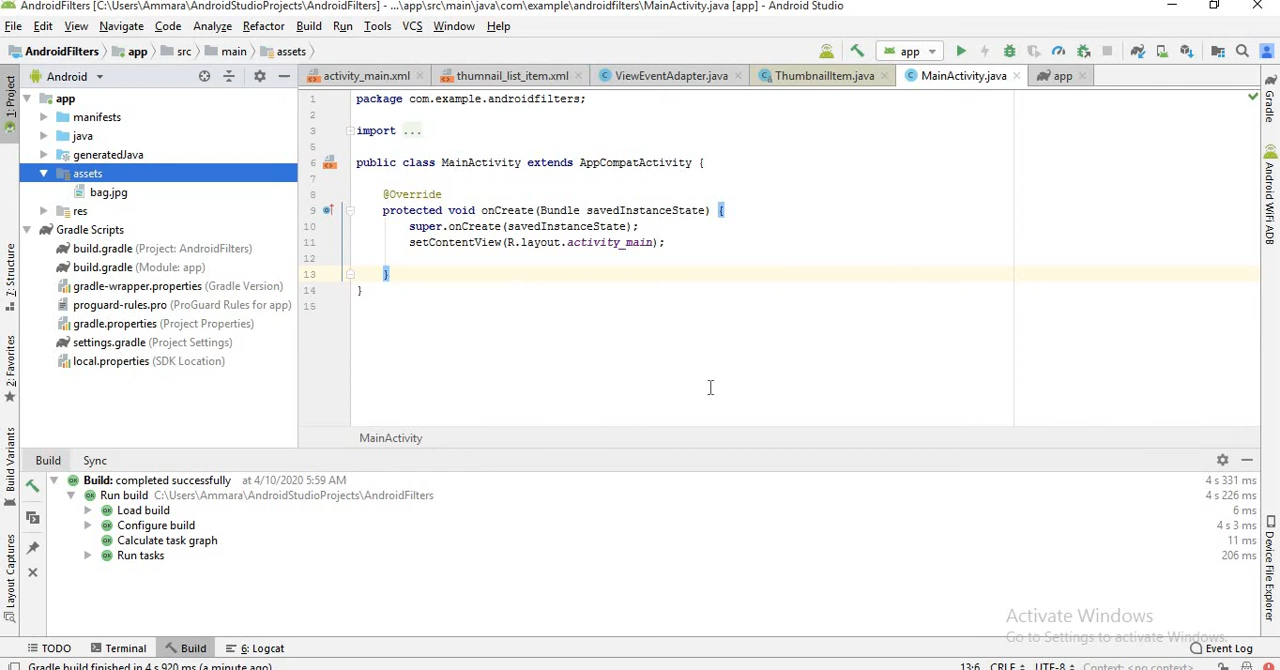 AndroidFilters [C:\Users\Ammara\AndroidStudioProjects\AndroidFilters] - ...\app\src\main\java\com\example\androidfilters\MainActivity.java [app] - Android Studio
File Edit View Navigate Code Analyze Refactor Build Run Tools VCS Window Help
AndroidFilters app src main assets
app
Android
activity_main.xml thumnail_list_item.xml ViewEventAdapter.java ThumbnailItem.java MainActivity.java app
1: Project
Z: Structure
2: Favorites
Build Variants
Layout Captures
app
manifests
java
generatedJava
assets
bag.jpg
res
Gradle Scripts
build.gradle (Project: AndroidFilters)
build.gradle (Module: app)
gradle-wrapper.properties (Gradle Version)
proguard-rules.pro (ProGuard Rules for app)
gradle.properties (Project Properties)
settings.gradle (Project Settings)
local.properties (SDK Location)
1 package com.example.androidfilters;
2
3 import ...
5
6 public class MainActivity extends AppCompatActivity {
7
8 @Override
9 protected void onCreate(Bundle savedInstanceState) {
10 super.onCreate(savedInstanceState);
11 setContentView(R.layout.activity_main);
12
13 }
14 }
15
MainActivity
Gradle
Android WiFi ADB
Device File Explorer
Build Sync
Build: completed successfully at 4/10/2020 5:59 AM 4 s 331 ms
Run build C:\Users\Ammara\AndroidStudioProjects\AndroidFilters 4 s 226 ms
Load build 6 ms
Configure build 4 s 3 ms
Calculate task graph 11 ms
Run tasks 206 ms
Activate Windows
Go to Settings to activate Windows.
TODO Terminal Build 6: Logcat Event Log
Gradle build finished in 4 s 920 ms (a minute ago) 13:6 CRLF UTF-8 Context: <no context>